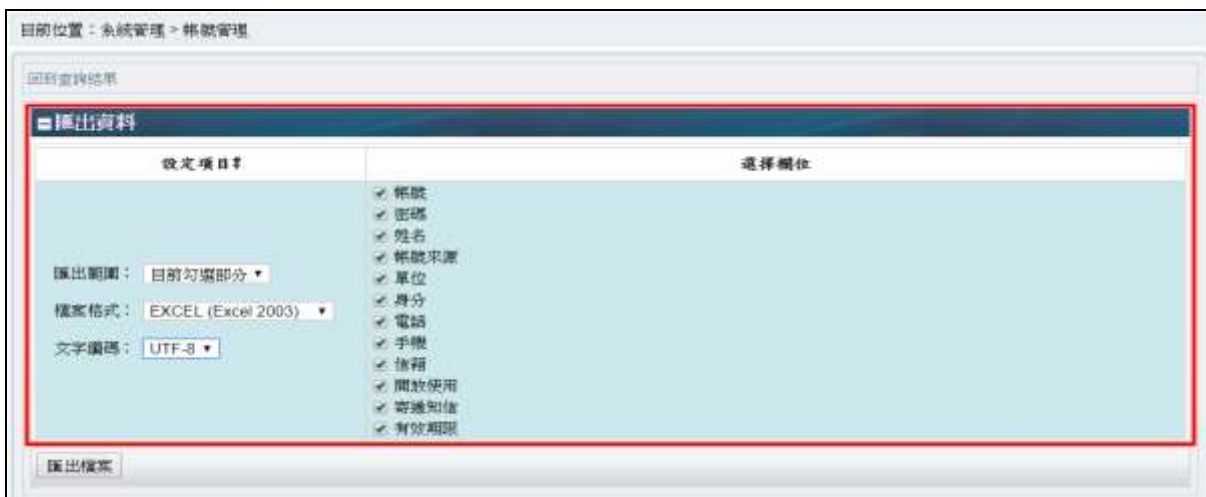 目前位置：系統管理 > 帳號管理
回到查詢結果
匯出資料
設定項目
選擇欄位
帳號
密碼
姓名
帳號來源
匯出範圍： 目前勾選部分
單位
身分
檔案格式： EXCEL (Excel 2003)
電話
手機
文字編碼： UTF-8
信箱
開放使用
寄通知信
有效期限
匯出檔案